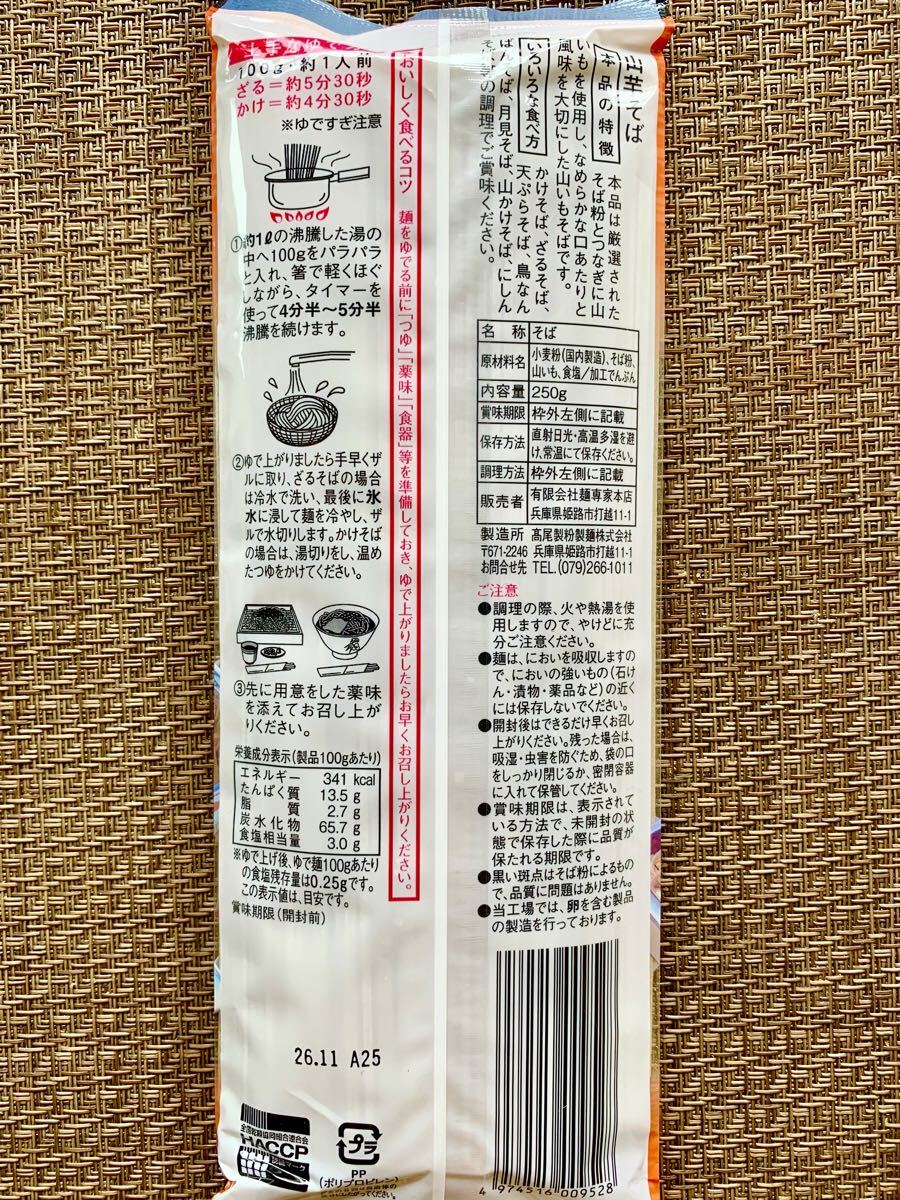 山芋そば
本品の特徴
本品は厳選された
そば粉とつなぎに山
いもを使用し、なめらかな口あたりと
風味を大切にした山いもそばです。
いろいろな食べ方
かけそば、ざるそば、
天ぷらそば、鳥なん
ばんそば、月見そば、山かけそば、にしん
の調理でご賞味ください。
名 称 そば
原材料名 小麦粉(国内製造)、そば粉、
山いも、食塩/加工でんぷん
内容量 250g
賞味期限 枠外左側に記載
保存方法 直射日光・高温多湿を避
け、常温にて保存ください。
調理方法 枠外左側に記載
販売者 有限会社麺専家本店
兵庫県姫路市打越11-1
製造所 髙尾製粉製麺株式会社
〒671-2246 兵庫県姫路市打越11-1
お問合せ先 TEL.(079)266-1011
ご注意
●調理の際、火や熱湯を使
用しますので、やけどに充
分ご注意ください。
●麺は、においを吸収しますの
で、においの強いもの(石け
ん・漬物・薬品など)の近く
には保存しないでください。
●開封後はできるだけ早くお召し
上がりください。残った場合は、
吸湿・虫害を防ぐため、袋の口
をしっかり閉じるか、密閉容器
に入れて保管してください。
●賞味期限は、表示されて
いる方法で、未開封の状
態で保存した際に品質が
保たれる期限です。
●黒い斑点はそば粉によるもの
で、品質に問題はありません。
●当工場では、卵を含む製品
の製造を行っております。
4 974516 009528
おいしく食べるコツ 麺をゆでる前に「つゆ」「薬味」「食器」等を準備しておき、ゆで上がりましたらお早くお召し上がりください。
上手なゆで
100g・約1人前
ざる=約5分30秒
かけ=約4分30秒
※ゆですぎ注意
①約1ℓの沸騰した湯の
中へ100gをバラバラ
と入れ、箸で軽くほぐ
しながら、タイマーを
使って4分半〜5分半
沸騰を続けます。
②ゆで上がりましたら手早くザ
ルに取り、ざるそばの場合
は冷水で洗い、最後に氷
水に浸して麺を冷やし、ザ
ルで水切りします。かけそば
の場合は、湯切りをし、温め
たつゆをかけてください。
③先に用意をした薬味
を添えてお召し上が
りください。
栄養成分表示(製品100gあたり)
エネルギー 341 kcal
たんぱく質 13.5 g
脂質 2.7 g
炭水化物 65.7 g
食塩相当量 3.0 g
※ゆで上げ後、ゆで麺100gあたり
の食塩残存量は0.25gです。
この表示値は、目安です。
賞味期限(開封前)
26.11 A25
全国乾麺協同組合連合会
HACCP
プラ
PP
(ポリプロピレン)